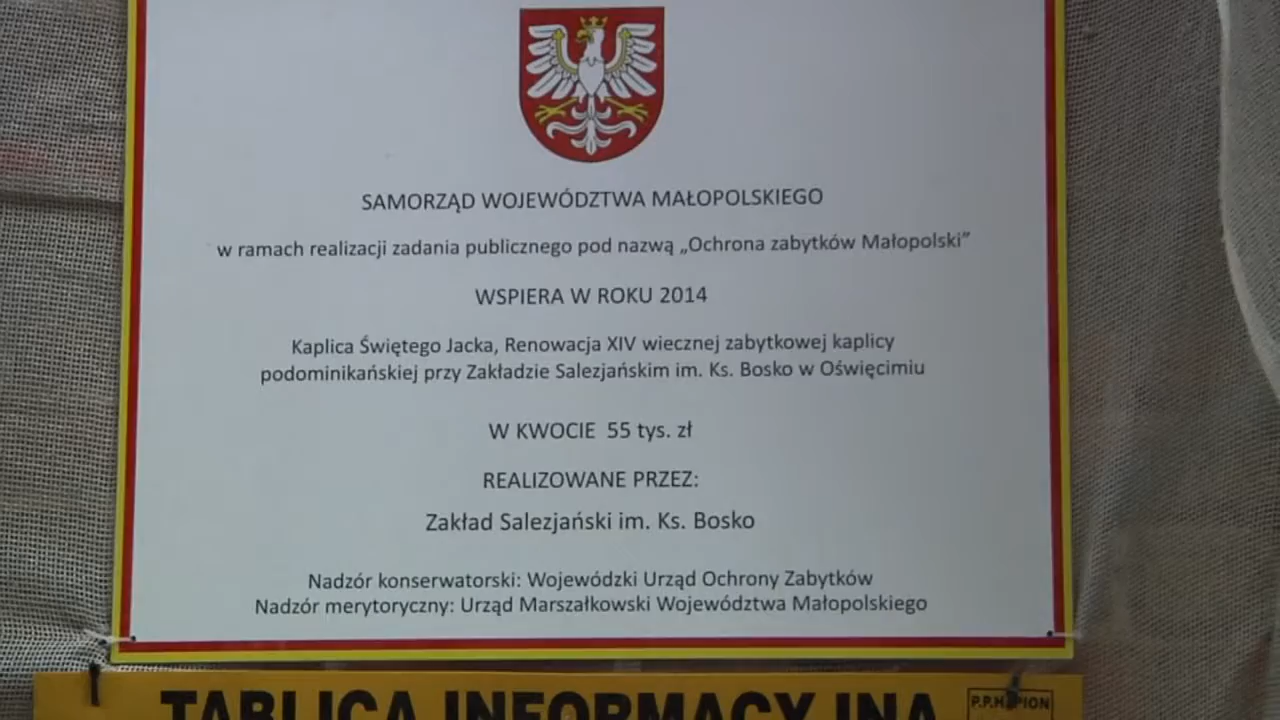 SAMORZĄD WOJEWÓDZTWA MAŁOPOLSKIEGO
w ramach realizacji zadania publicznego pod nazwą „Ochrona zabytków Małopolski”
WSPIERA W ROKU 2014
Kaplica Świętego Jacka, Renowacja XIV wiecznej zabytkowej kaplicy
podominikańskiej przy Zakładzie Salezjańskim im. Ks. Bosko w Oświęcimiu
W KWOCIE 55 tys. zł
REALIZOWANE PRZEZ:
Zakład Salezjański im. Ks. Bosko
Nadzór konserwatorski: Wojewódzki Urząd Ochrony Zabytków
Nadzór merytoryczny: Urząd Marszałkowski Województwa Małopolskiego
TABLICA INFORMACYJNA